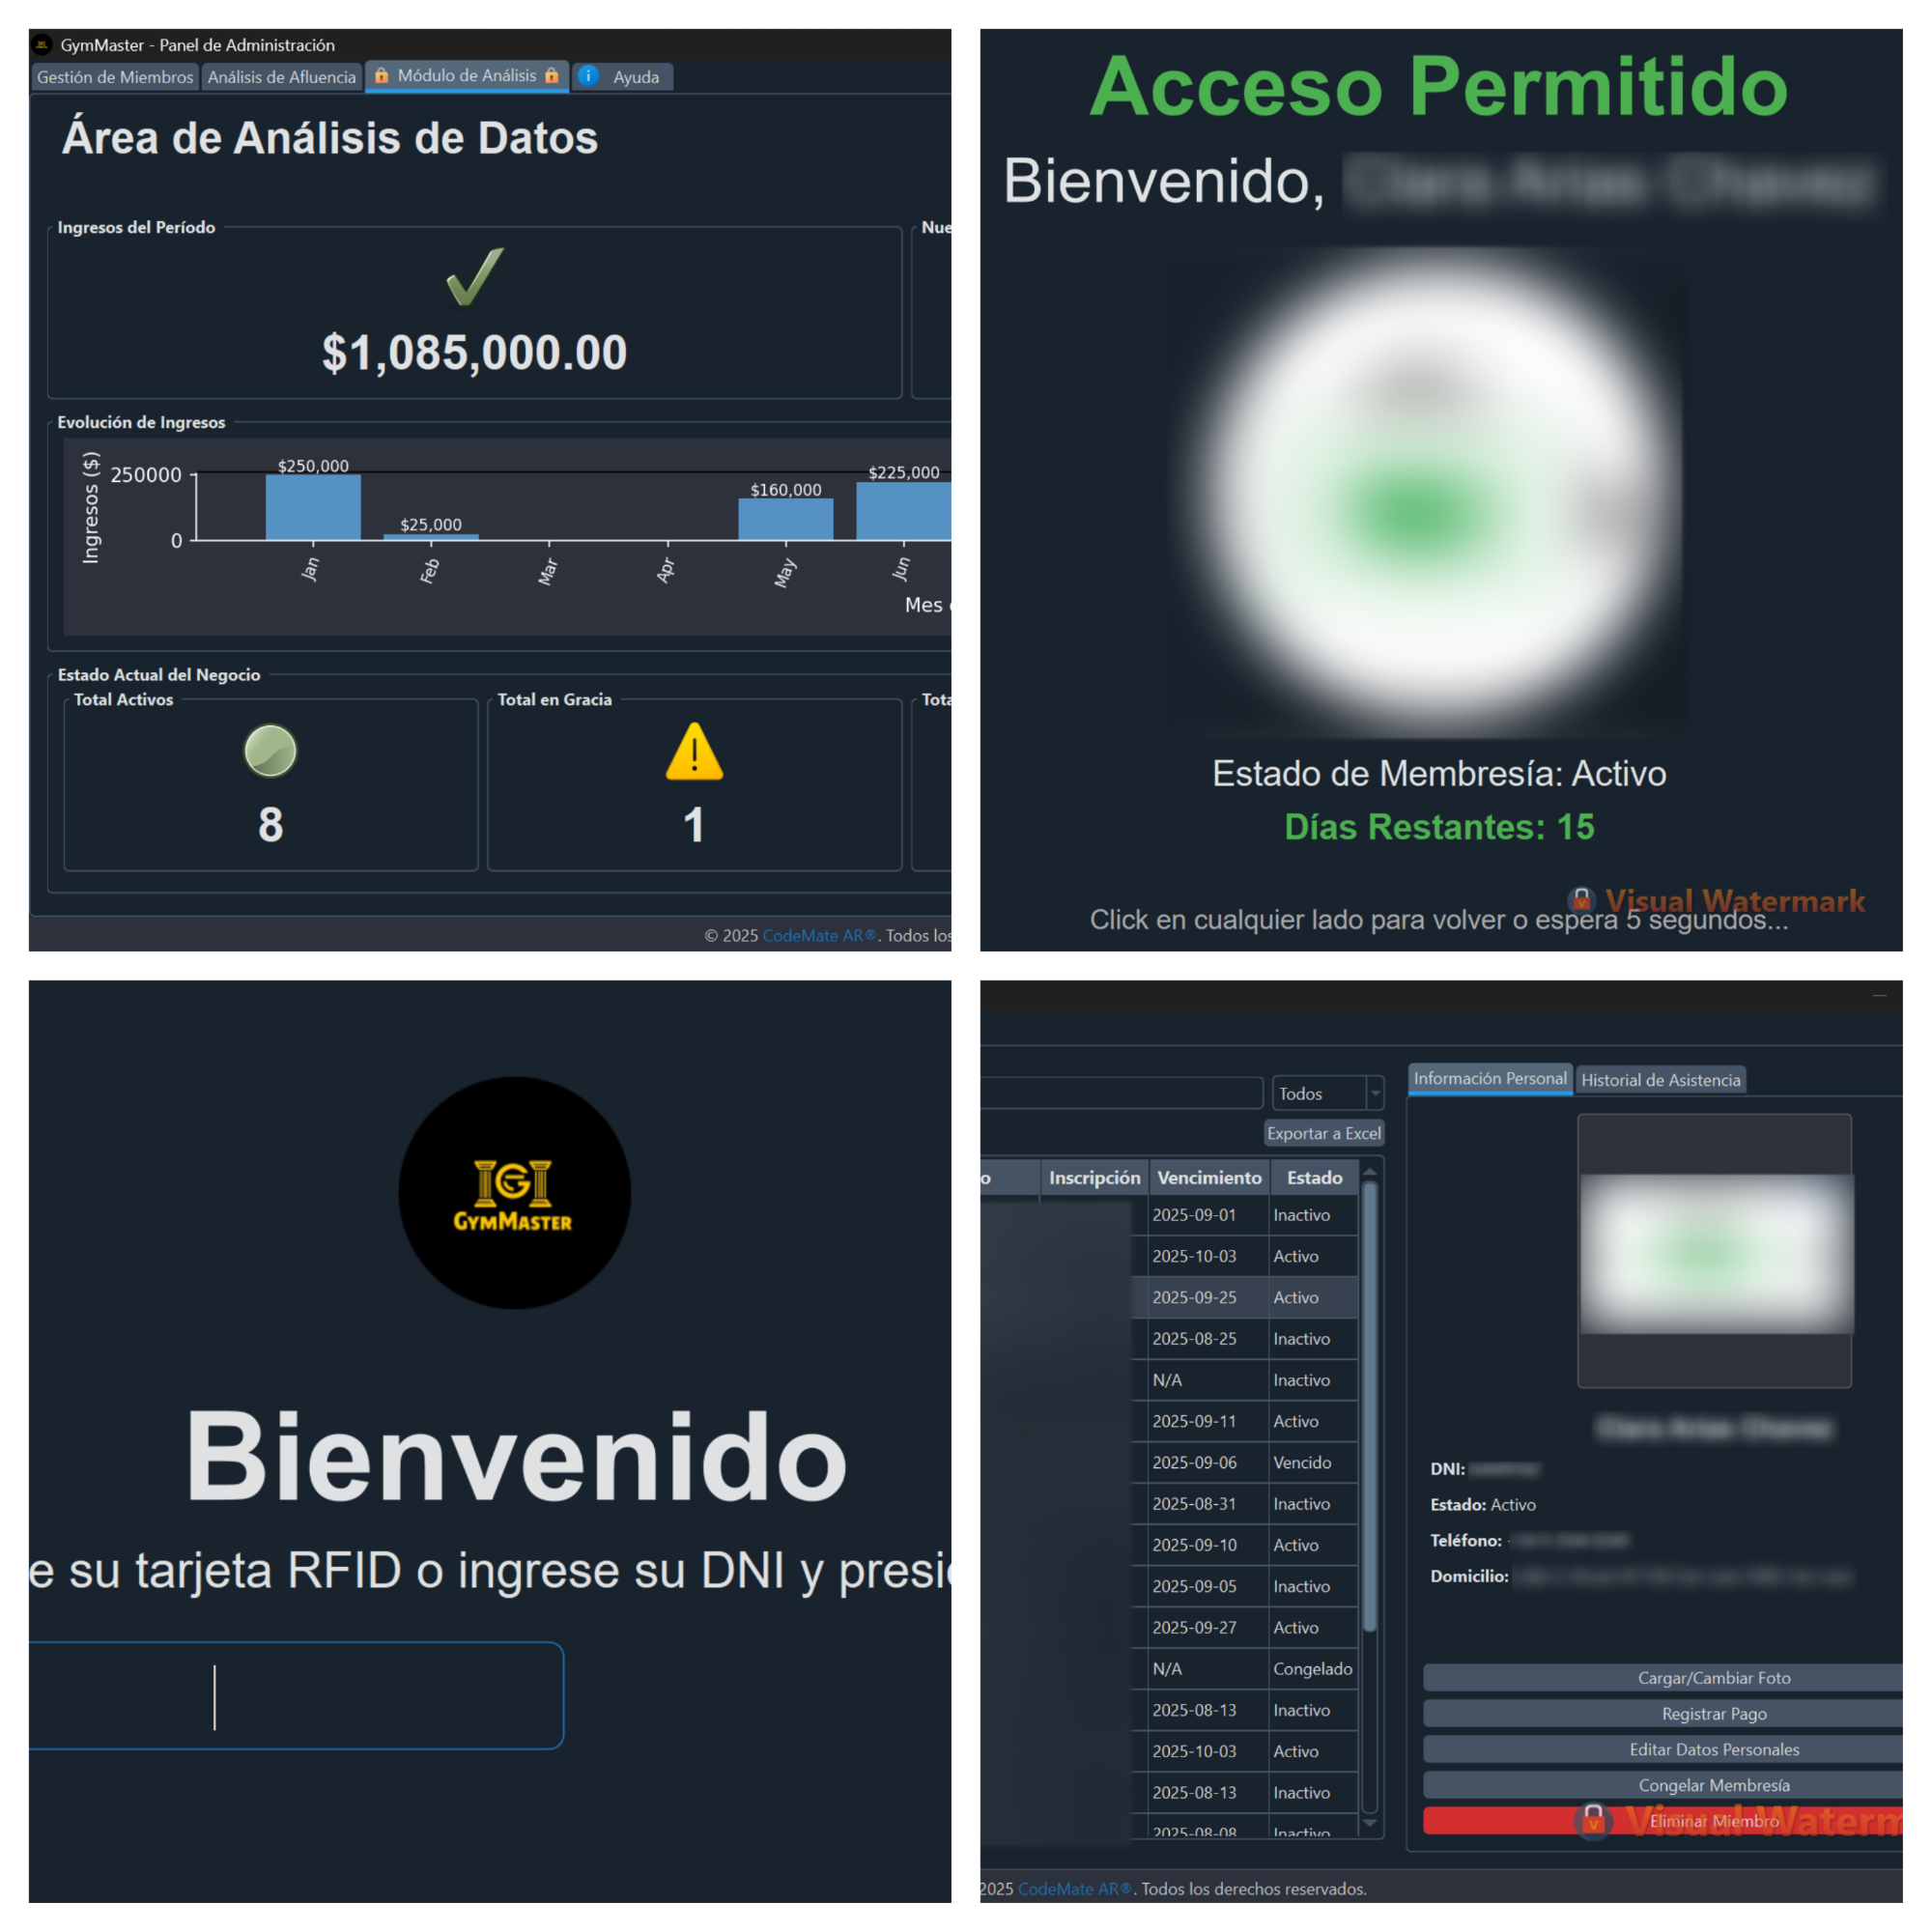 GymMaster - Panel de Administración
Gestión de Miembros
Análisis de Afluencia
Módulo de Análisis
Ayuda
Área de Análisis de Datos
Ingresos del Período
Nue
$1,085,000.00
Evolución de Ingresos
Ingresos ($)
250000
0
$250,000
$25,000
$160,000
$225,000
Jan
Feb
Mar
Apr
May
Jun
Mes
Estado Actual del Negocio
Total Activos
Total en Gracia
Tota
8
1
© 2025 CodeMate AR®. Todos los
Acceso Permitido
Bienvenido,
Estado de Membresía: Activo
Días Restantes: 15
Visual Watermark
Click en cualquier lado para volver o espera 5 segundos...
GYMMASTER
Bienvenido
e su tarjeta RFID o ingrese su DNI y presi
Todos
Exportar a Excel
o Inscripción Vencimiento Estado
2025-09-01 Inactivo
2025-10-03 Activo
2025-09-25 Activo
2025-08-25 Inactivo
N/A Inactivo
2025-09-11 Activo
2025-09-06 Vencido
2025-08-31 Inactivo
2025-09-10 Activo
2025-09-05 Inactivo
2025-09-27 Activo
N/A Congelado
2025-08-13 Inactivo
2025-10-03 Activo
2025-08-13 Inactivo
2025-08-08 Inactivo
Información Personal
Historial de Asistencia
DNI:
Estado: Activo
Teléfono:
Domicilio:
Cargar/Cambiar Foto
Registrar Pago
Editar Datos Personales
Congelar Membresía
Eliminar Miembro
Visual Waterm
2025 CodeMate AR®. Todos los derechos reservados.